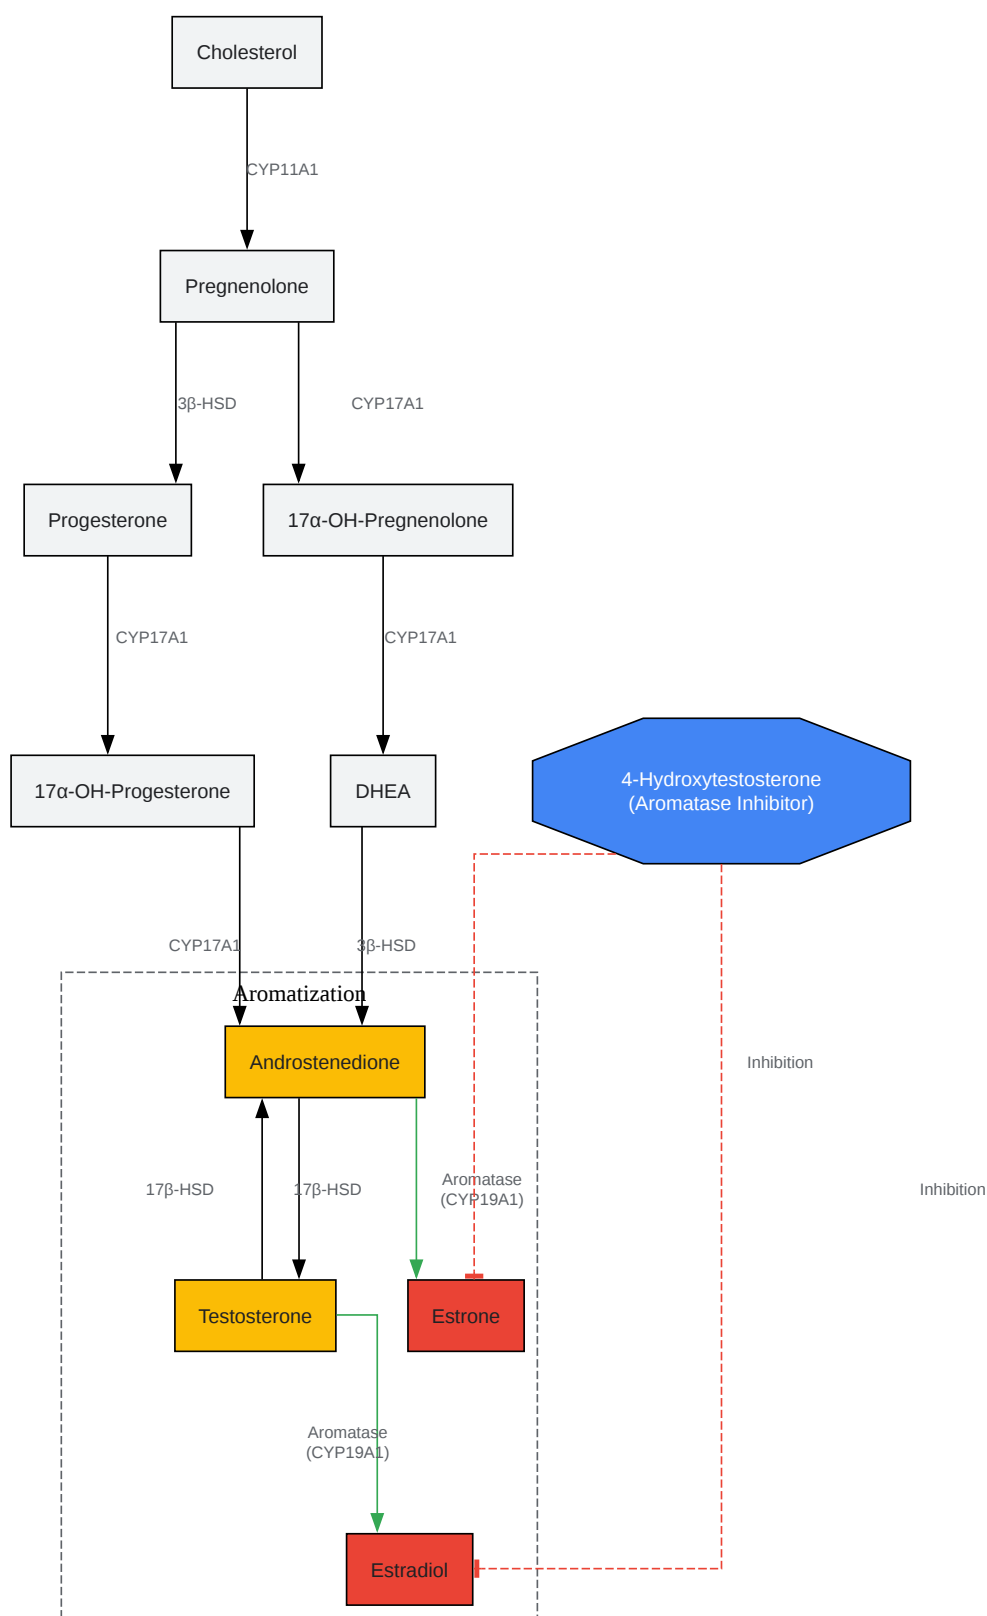 Cholesterol
CYP11A1
Pregnenolone
3β-HSD
CYP17A1
Progesterone
17α-OH-Pregnenolone
CYP17A1
CYP17A1
17α-OH-Progesterone
DHEA
4-Hydroxytestosterone
(Aromatase Inhibitor)
CYP17A1
3β-HSD
Aromatization
Androstenedione
Inhibition
17β-HSD
17β-HSD
Aromatase
(CYP19A1)
Inhibition
Testosterone
Estrone
Aromatase
(CYP19A1)
Estradiol